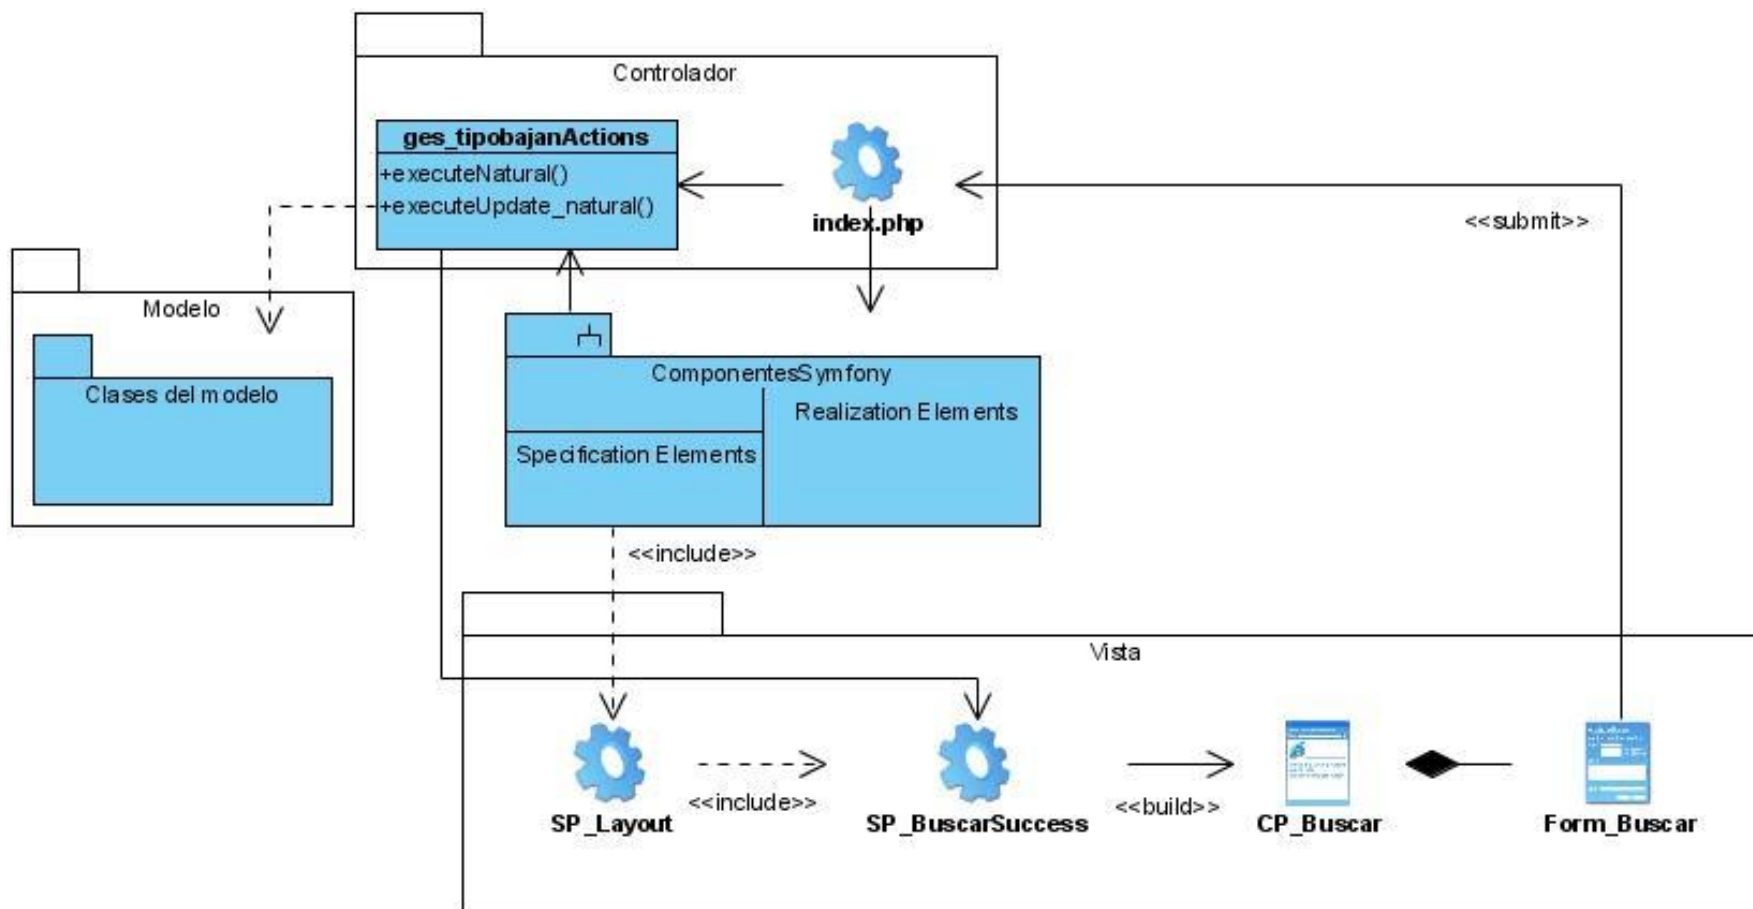 Controlador
ges_tipobajanActions
+executeNatural()
+executeUpdate_natural()
index.php
<<submit>>
Modelo
Clases del modelo
ComponentesSymfony
Realization Elements
Specification Elements
<<include>>
Vista
<<include>>
<<build>>
SP_Layout
SP_BuscarSuccess
CP_Buscar
Form_Buscar